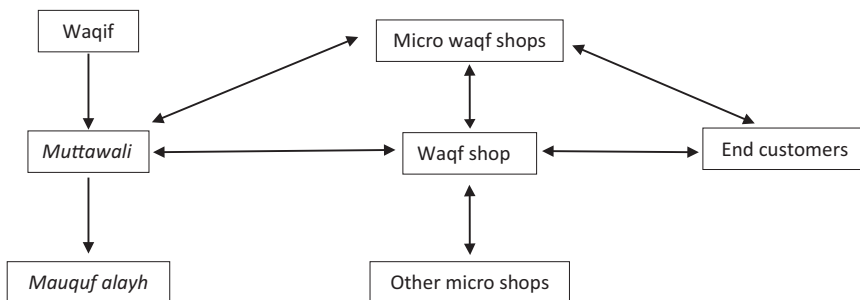 Waqif
Micro waqf shops
Muttawali
Waqf shop
End customers
Mauquf alayh
Other micro shops